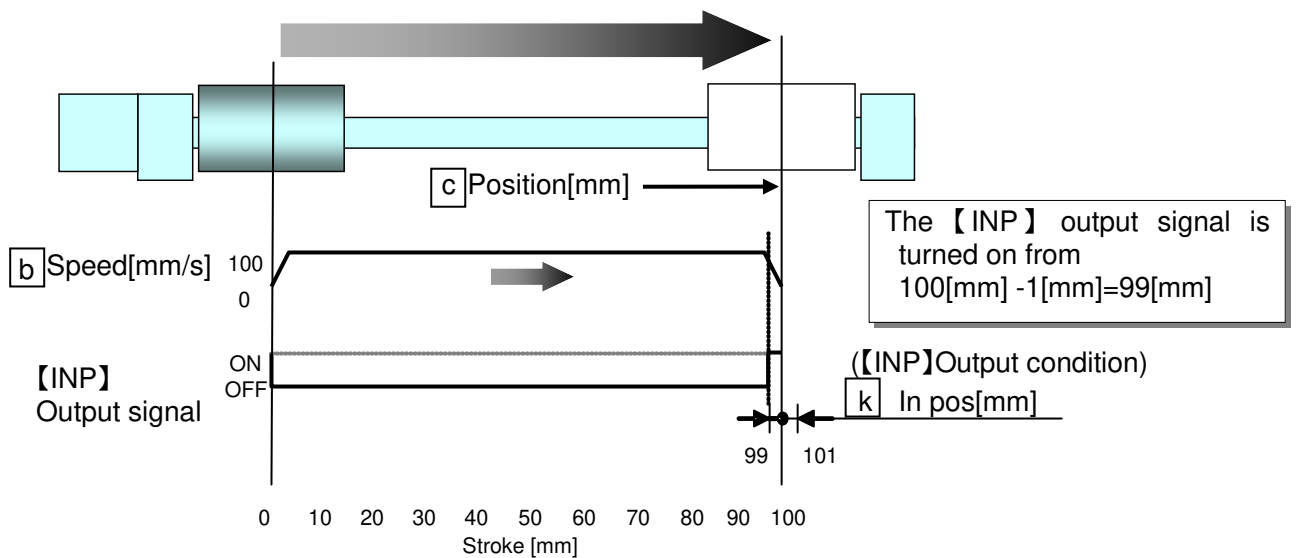 c Position[mm]
The 【INP】 output signal is
turned on from
100[mm] -1[mm]=99[mm]
b Speed[mm/s]
100
0
【INP】
Output signal
ON
OFF
(【INP】Output condition)
k In pos[mm]
99 101
0 10 20 30 40 50 60 70 80 90 100
Stroke [mm]